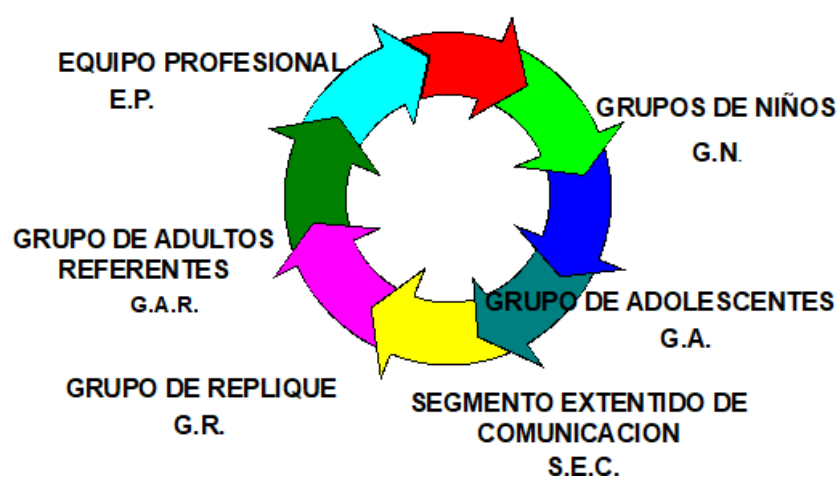 EQUIPO PROFESIONAL
E.P.
GRUPOS DE NIÑOS
G.N.
GRUPO DE ADULTOS
REFERENTES
G.A.R.
GRUPO DE ADOLESCENTES
G.A.
GRUPO DE REPLIQUE
G.R.
SEGMENTO EXTENTIDO DE
COMUNICACION
S.E.C.